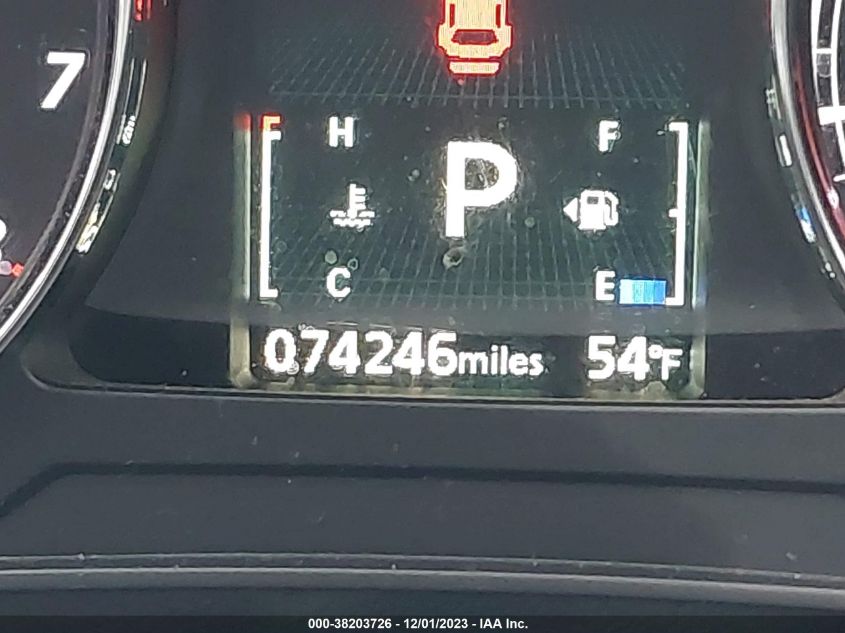 7
F H P F
C E
074246miles 54°F
000-38203726 - 12/01/2023 - IAA Inc.